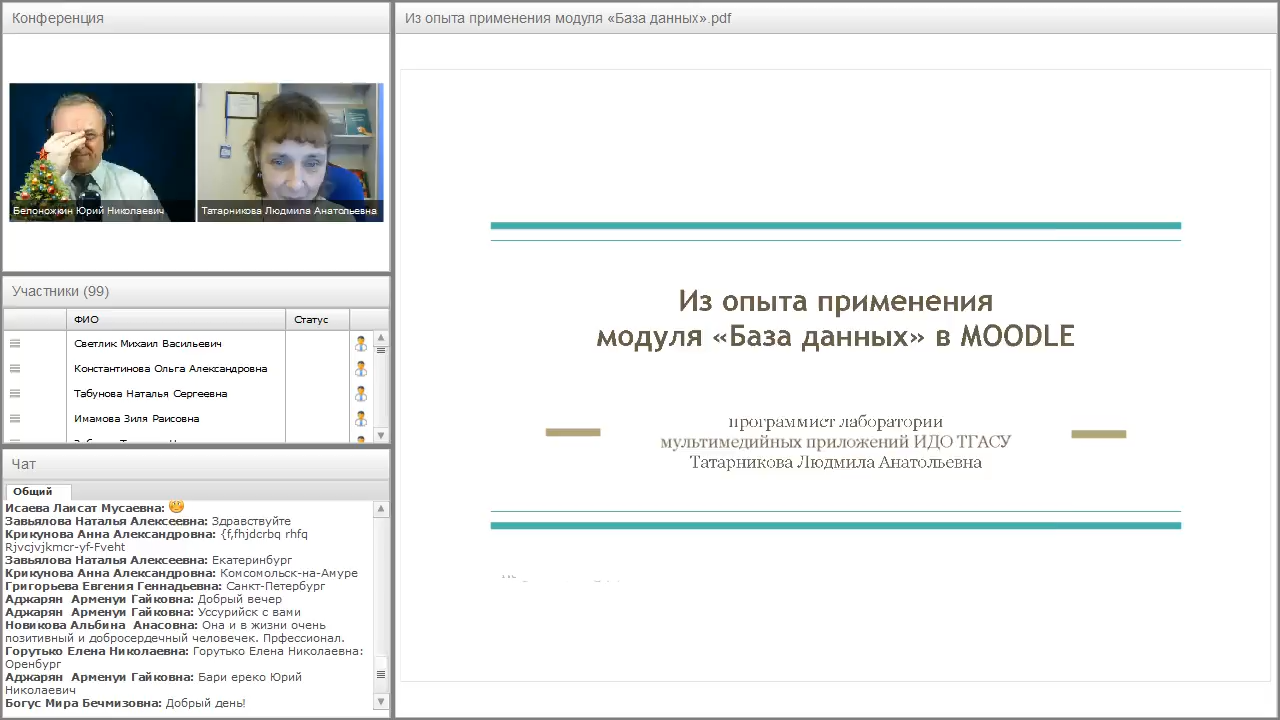 Конференция
Белоножкин Юрий Николаевич
Татарникова Людмила Анатольевна
Участники (99)
ФИО
Статус
Светлик Михаил Васильевич
Константинова Ольга Александровна
Табунова Наталья Сергеевна
Имамова Зиля Раисовна
Чат
Общий
Исаева Лаисат Мусаевна:
Завьялова Наталья Алексеевна: Здравствуйте
Крикунова Анна Александровна: {f,fhjdcrbq rhfq
Rjvcjvjkmcr-yf-Fveht
Завьялова Наталья Алексеевна: Екатеринбург
Крикунова Анна Александровна: Комсомольск-на-Амуре
Григорьева Евгения Геннадьевна: Санкт-Петербург
Аджарян Арменуи Гайковна: Добрый вечер
Аджарян Арменуи Гайковна: Уссурийск с вами
Новикова Альбина Анасовна: Она и в жизни очень
позитивный и добросердечный человечек. Прфессионал.
Горутько Елена Николаевна: Горутько Елена Николаевна:
Оренбург
Аджарян Арменуи Гайковна: Бари ереко Юрий
Николаевич
Богус Мира Бечмизовна: Добрый день!
Из опыта применения модуля «База данных».pdf
Из опыта применения
модуля «База данных» в MOODLE
программист лаборатории
мультимедийных приложений ИДО ТГАСУ
Татарникова Людмила Анатольевна